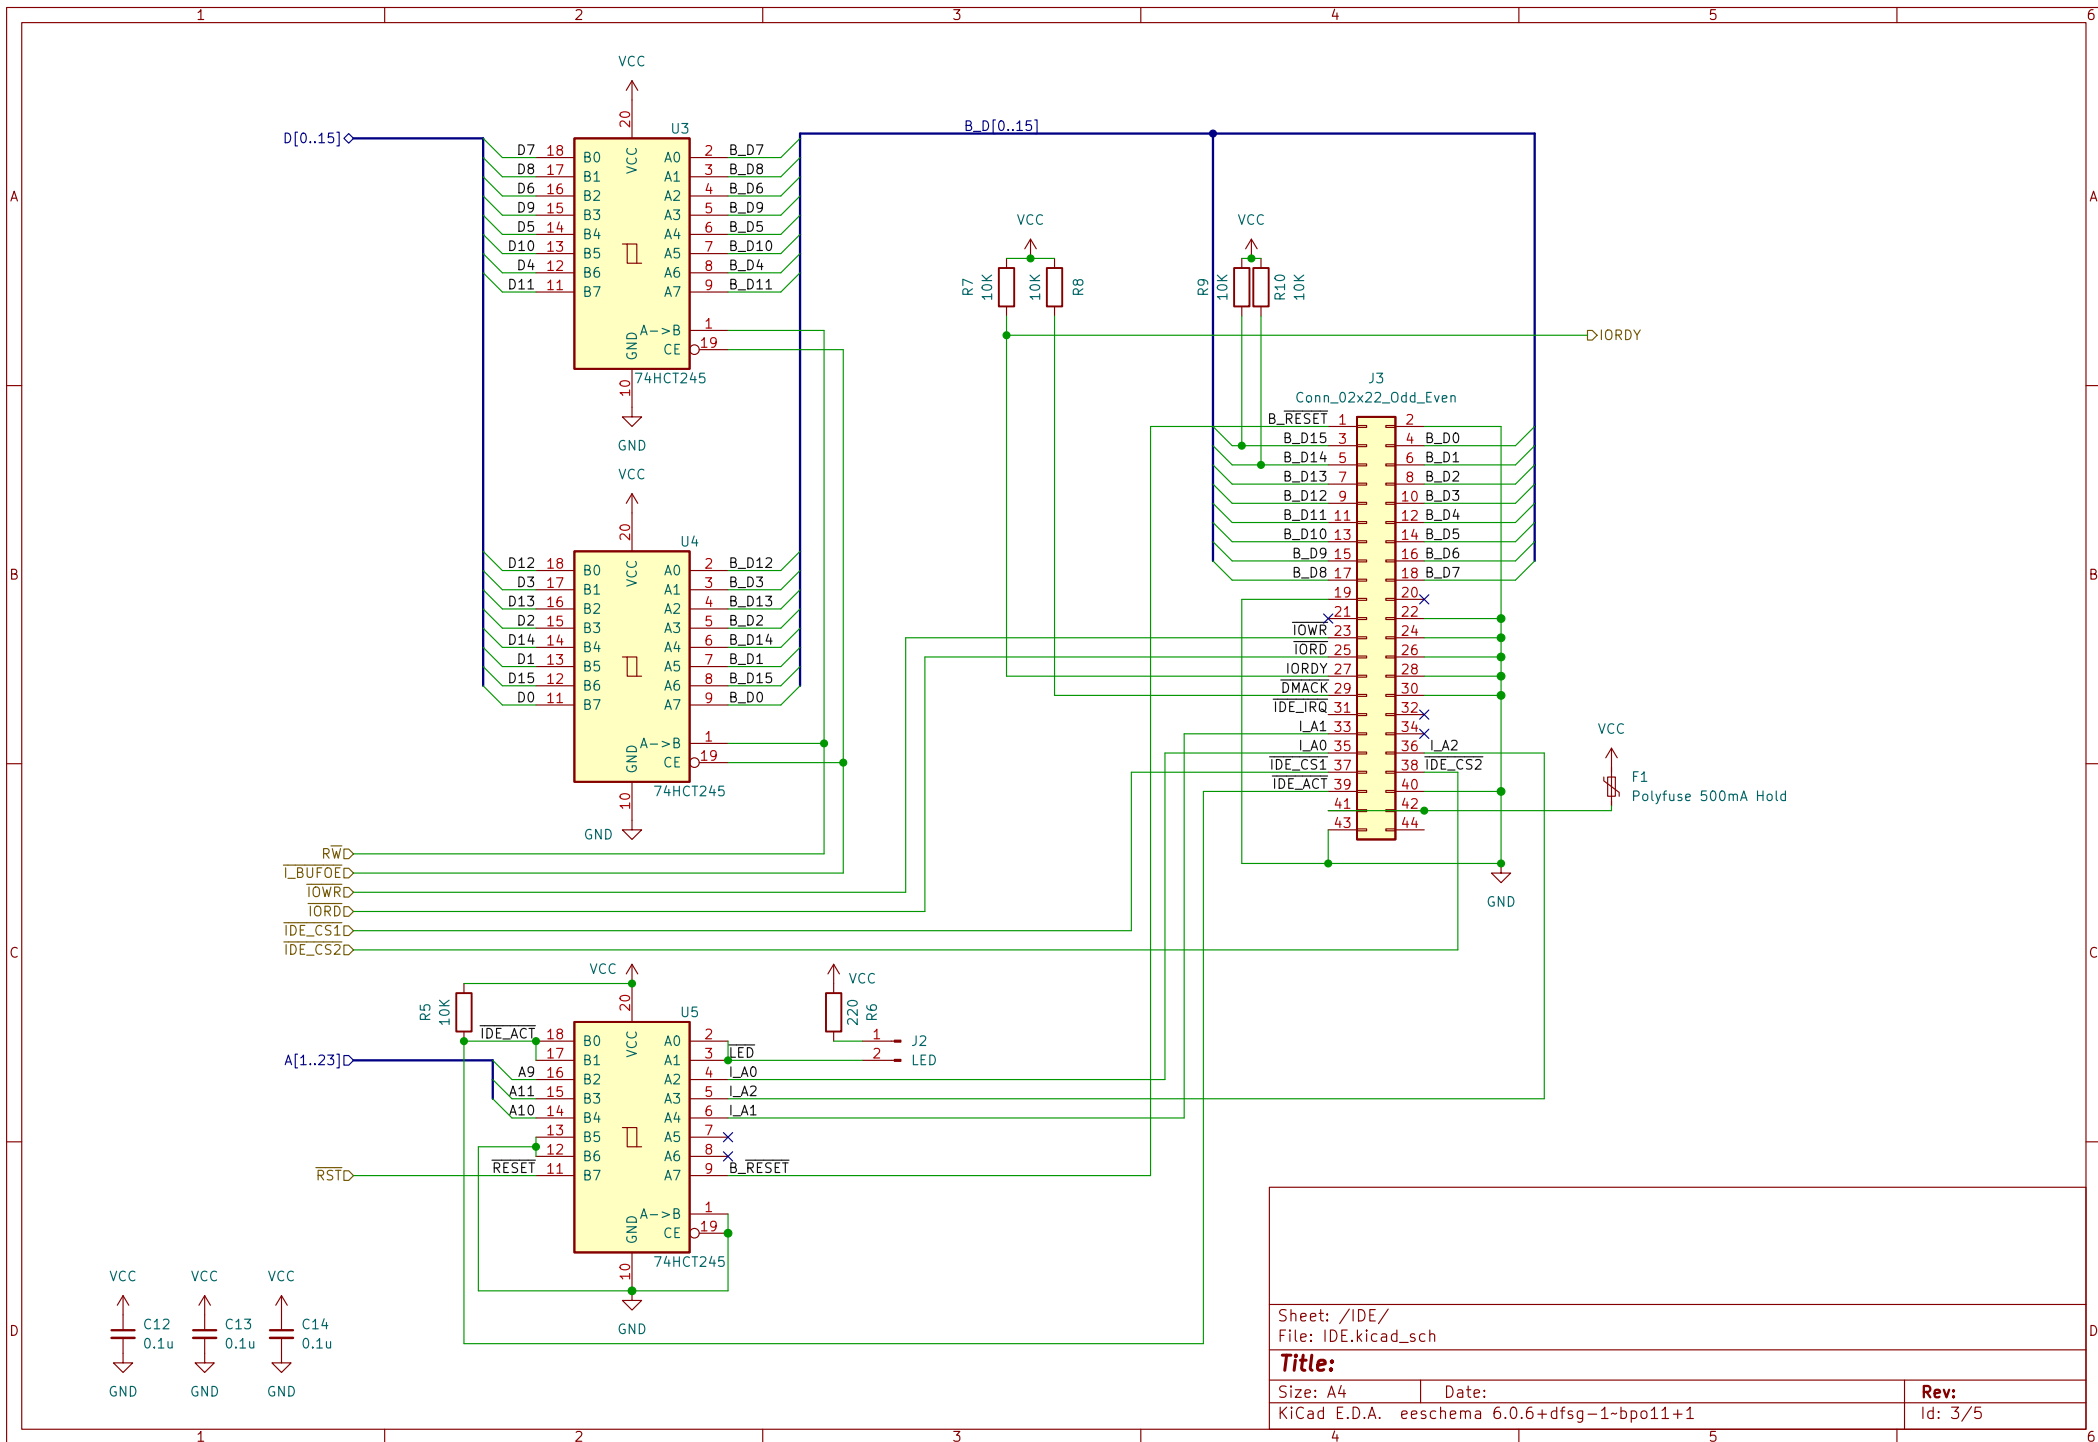 1 2 3 4 5 6
A
B
C
D
A
B
C
D
1 2 3 4 5 6
VCC
20
U3
D[0..15]
B_D[0..15]
VCC
D7 18 B0 A0 2 B_D7
D8 17 B1 A1 3 B_D8
D6 16 B2 A2 4 B_D6
D9 15 B3 A3 5 B_D9
D5 14 B4 A4 6 B_D5
D10 13 B5 A5 7 B_D10
D4 12 B6 A6 8 B_D4
D11 11 B7 A7 9 B_D11
A->B 1
GND CE 19
74HCT245
10
GND
VCC
20
U4
VCC
D12 18 B0 A0 2 B_D12
D3 17 B1 A1 3 B_D3
D13 16 B2 A2 4 B_D13
D2 15 B3 A3 5 B_D2
D14 14 B4 A4 6 B_D14
D1 13 B5 A5 7 B_D1
D15 12 B6 A6 8 B_D15
D0 11 B7 A7 9 B_D0
A->B 1
GND CE 19
74HCT245
10
GND
VCC
R7 10K 10K R8
VCC
R9 10K R10 10K
IORDY
J3
Conn_02x22_Odd_Even
B_RESET 1 2
B_D15 3 4 B_D0
B_D14 5 6 B_D1
B_D13 7 8 B_D2
B_D12 9 10 B_D3
B_D11 11 12 B_D4
B_D10 13 14 B_D5
B_D9 15 16 B_D6
B_D8 17 18 B_D7
19 20
21 22
IOWR 23 24
IORD 25 26
IORDY 27 28
DMACK 29 30
IDE_IRQ 31 32
I_A1 33 34
I_A0 35 36 I_A2
IDE_CS1 37 38 IDE_CS2
IDE_ACT 39 40
41 42
43 44
VCC
F1
Polyfuse 500mA Hold
GND
RW
I_BUFOE
IOWR
IORD
IDE_CS1
IDE_CS2
VCC
20
U5
R5 10K
VCC
220 R6
1 J2
2 LED
A[1..23]
VCC
IDE_ACT 18 B0 A0 2
17 B1 A1 3 LED
A9 16 B2 A2 4 I_A0
A11 15 B3 A3 5 I_A2
A10 14 B4 A4 6 I_A1
13 B5 A5 7
12 B6 A6 8
RST
RESET 11 B7 A7 9 B_RESET
A->B 1
GND CE 19
74HCT245
10
GND
VCC VCC VCC
C12 C13 C14
0.1u 0.1u 0.1u
GND GND GND
Sheet: /IDE/
File: IDE.kicad_sch
Title:
Size: A4 Date: Rev:
KiCad E.D.A. eeschema 6.0.6+dfsg-1~bpo11+1 Id: 3/5